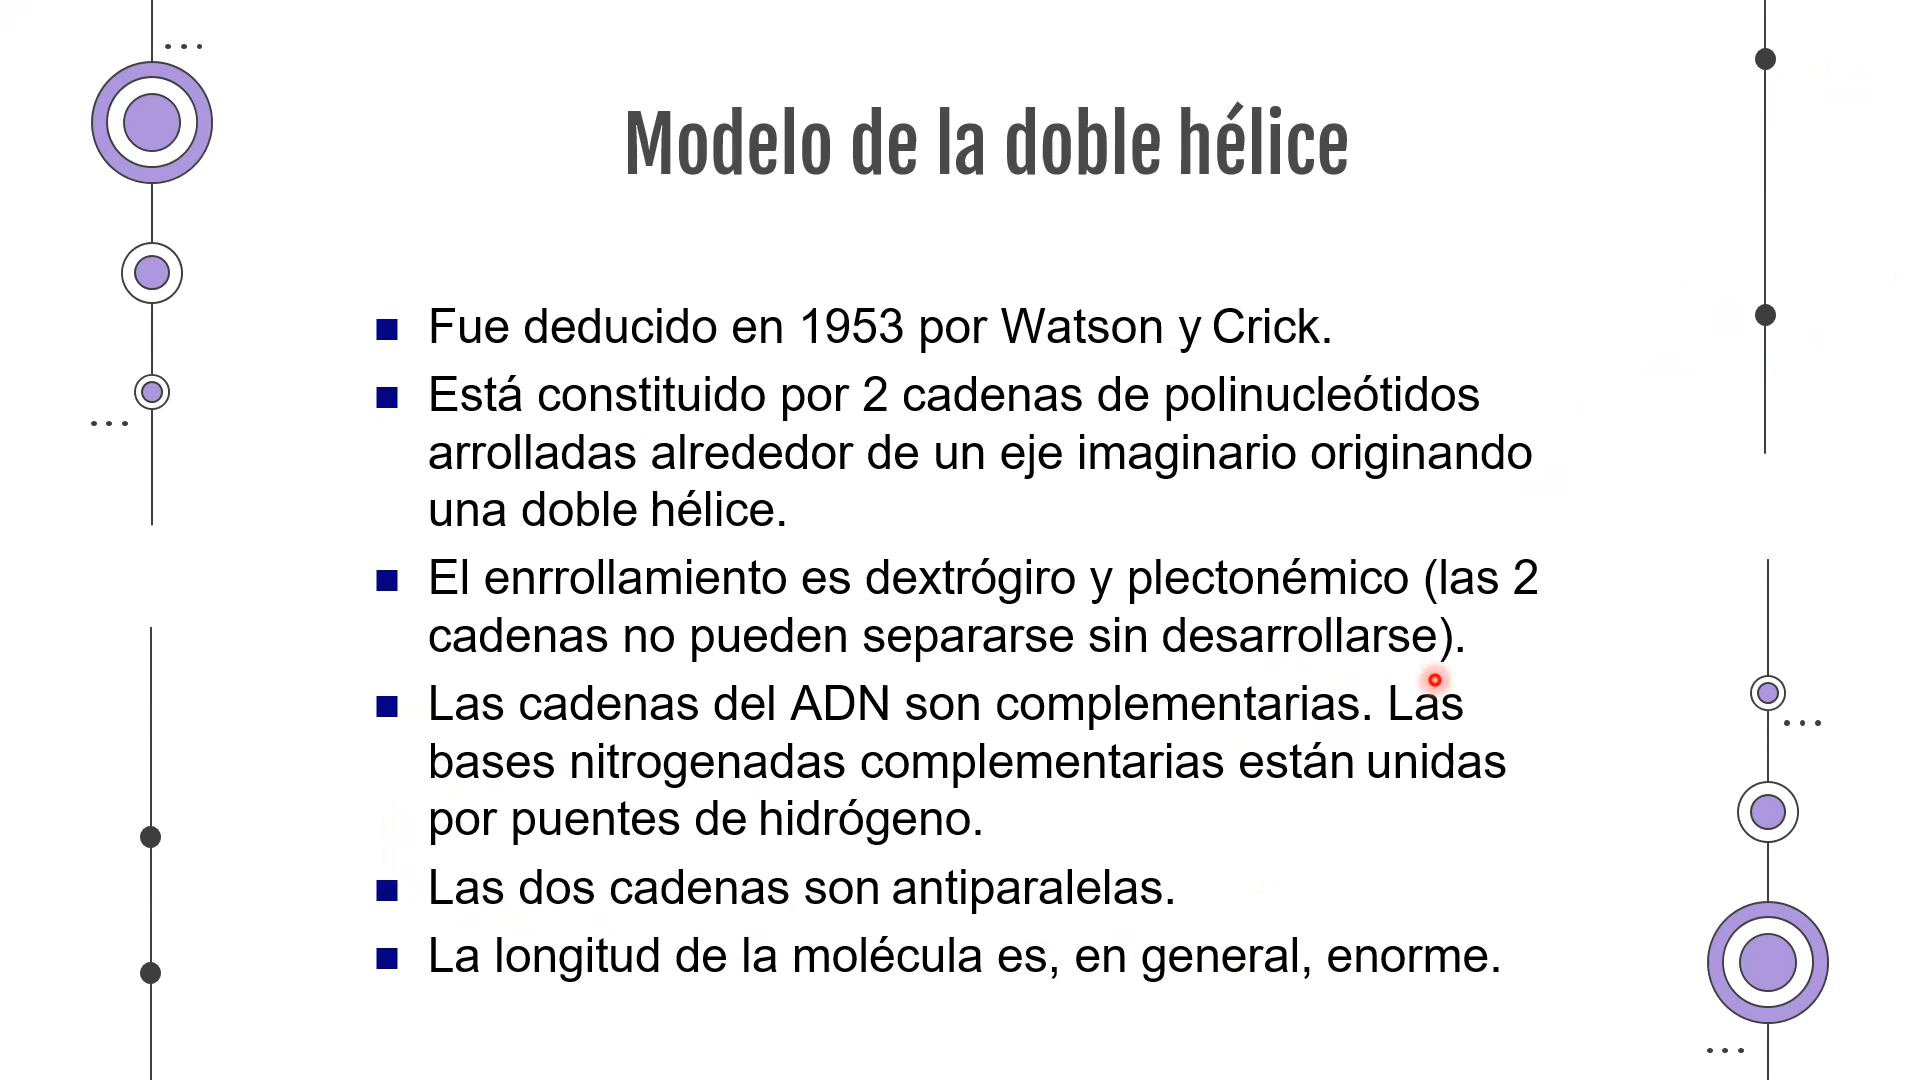 Modelo de la doble hélice
Fue deducido en 1953 por Watson y Crick.
Está constituido por 2 cadenas de polinucleótidos
arrolladas alrededor de un eje imaginario originando
una doble hélice.
El enrrollamiento es dextrógiro y plectonémico (las 2
cadenas no pueden separarse sin desarrollarse).
Las cadenas del ADN son complementarias. Las
bases nitrogenadas complementarias están unidas
por puentes de hidrógeno.
Las dos cadenas son antiparalelas.
La longitud de la molécula es, en general, enorme.